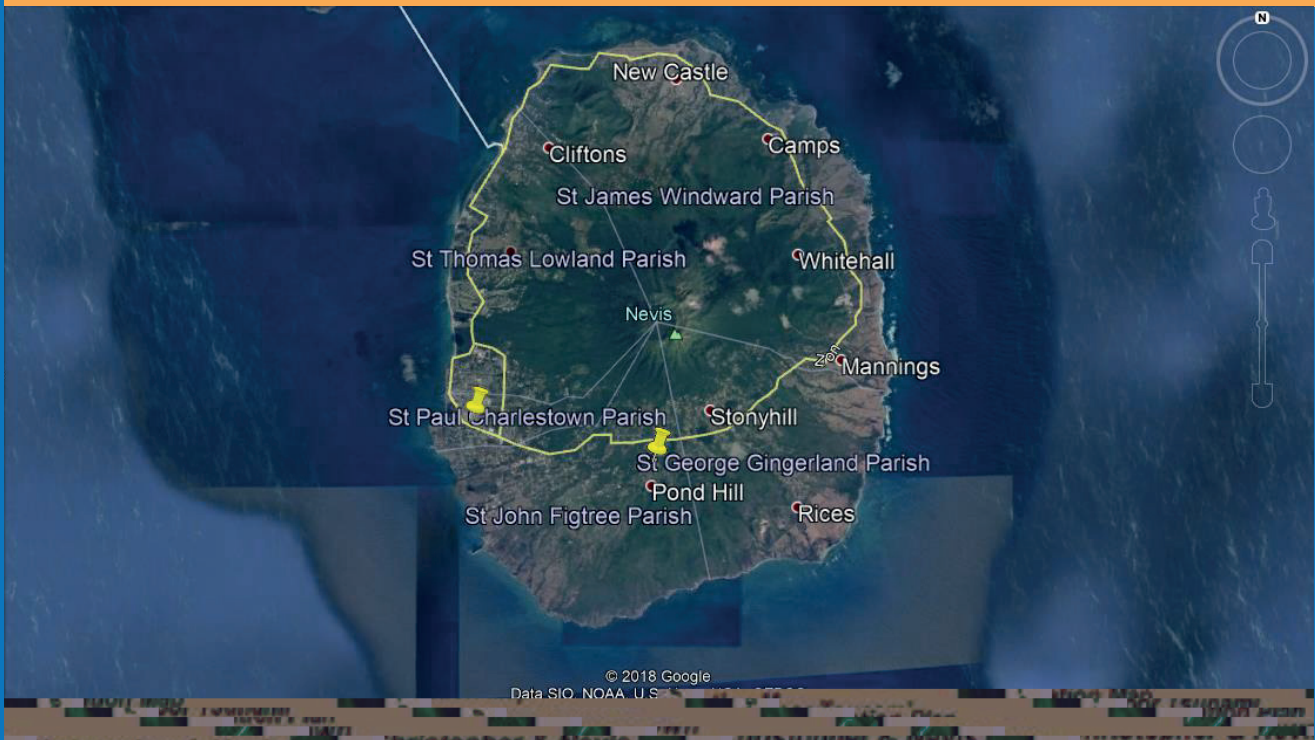 N
New Castle
Camps
Cliftons
St James Windward Parish
St Thomas Lowland Parish
Whitehall
Nevis
Mannings
St Paul Charlestown Parish
Stonyhill
St George Gingerland Parish
Pond Hill
St John Figtree Parish
Rices
© 2018 Google
Data SIO, NOAA, U.S.